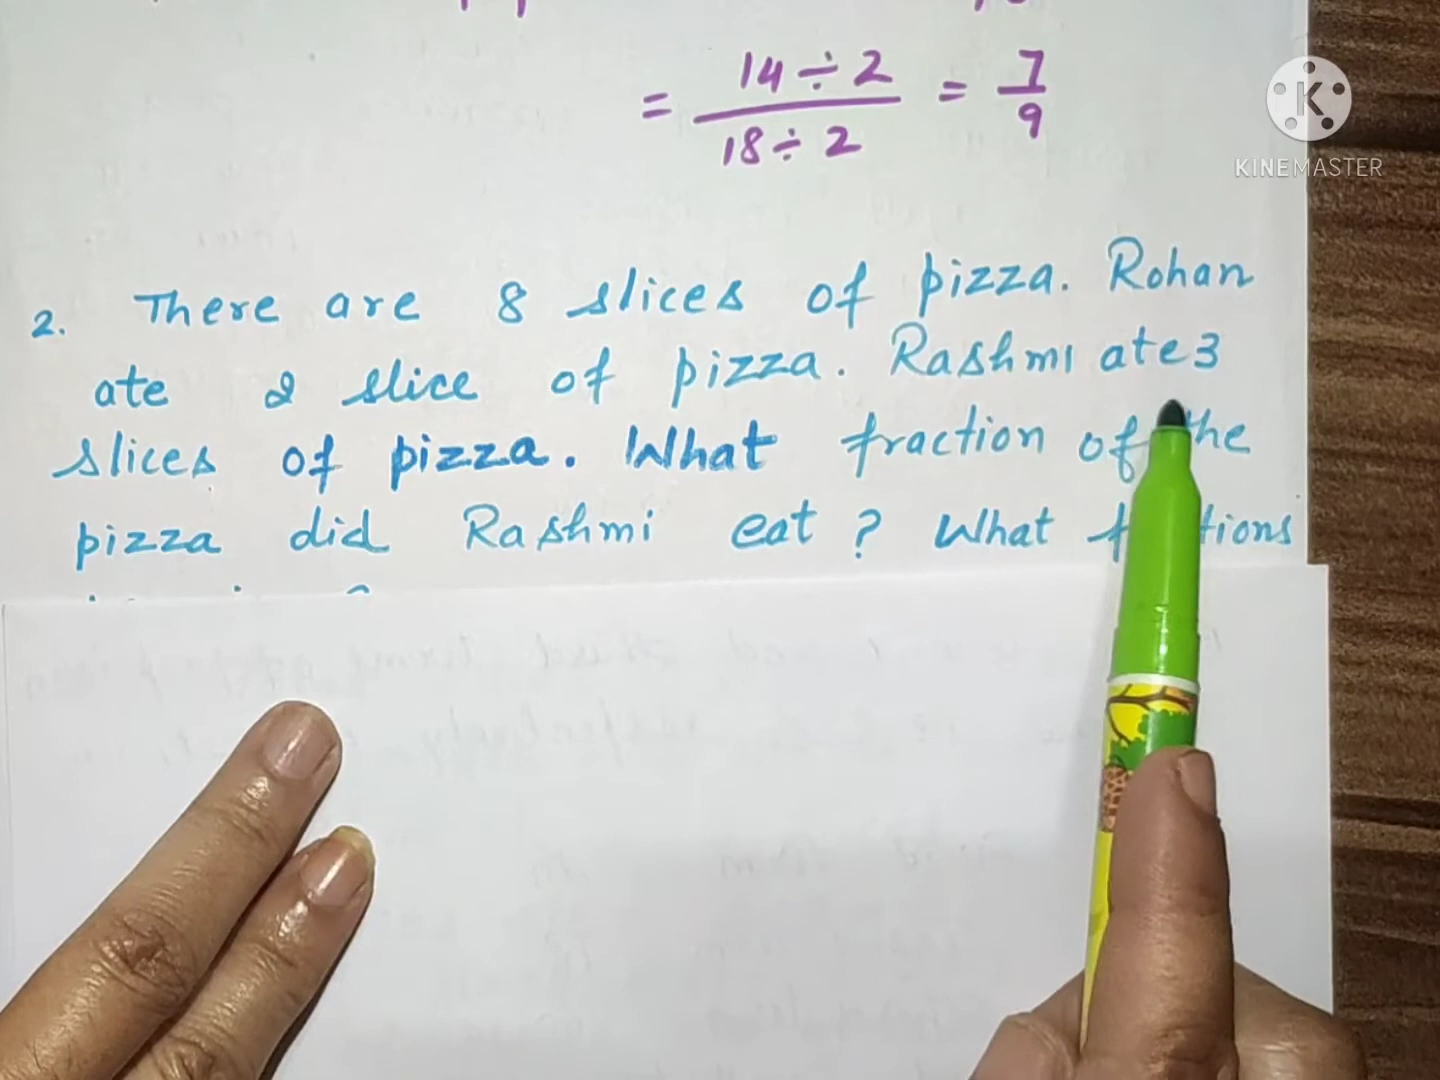 = 14 ÷ 2 / 18 ÷ 2 = 7/9
K
KINEMASTER
2. There are 8 slices of pizza. Rohan
ate 2 slice of pizza. Rashmi ate 3
slices of pizza. What fraction of the
pizza did Rashmi eat? What